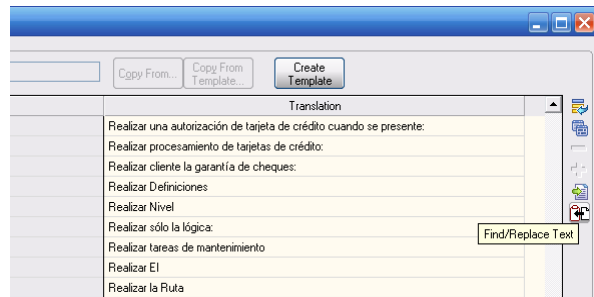 Copy From...
Copy From
Template...
Create
Template
Translation
Realizar una autorización de tarjeta de crédito cuando se presente:
Realizar procesamiento de tarjetas de crédito:
Realizar cliente la garantía de cheques:
Realizar Definiciones
Realizar Nivel
Realizar sólo la lógica:
Find/Replace Text
Realizar tareas de mantenimiento
Realizar El
Realizar la Ruta